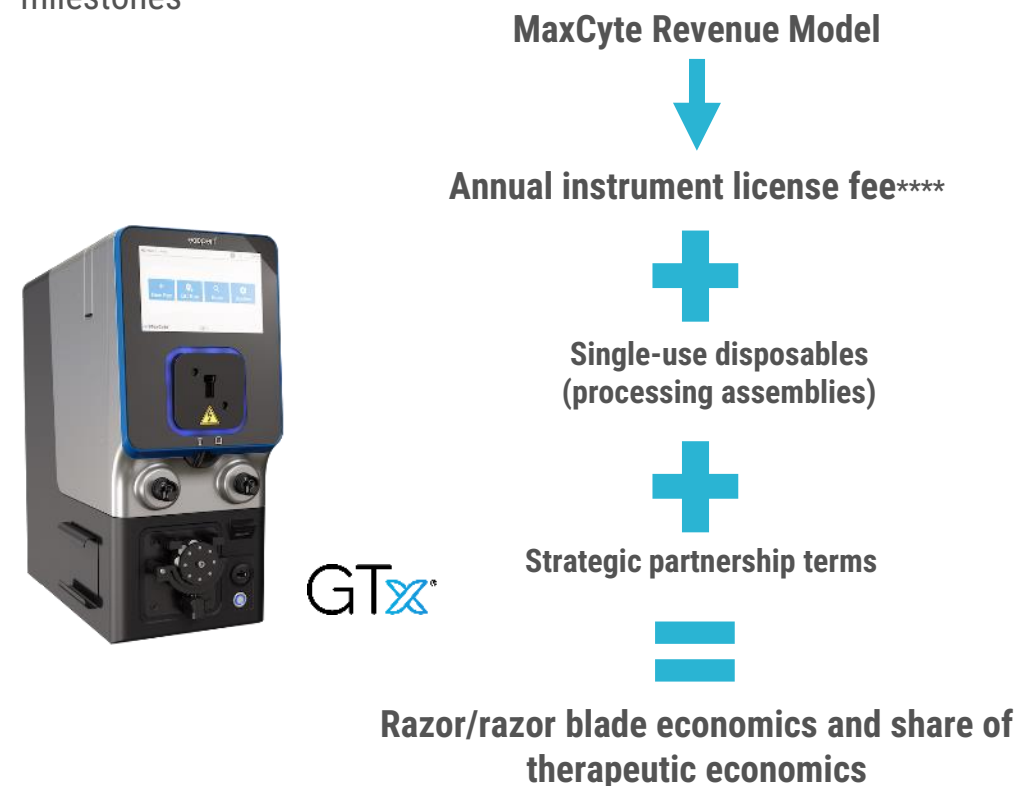 milestones
MaxCyte Revenue Model
Annual instrument license fee****
Single-use disposables
(processing assemblies)
Strategic partnership terms
GTx®
Razor/razor blade economics and share of
therapeutic economics